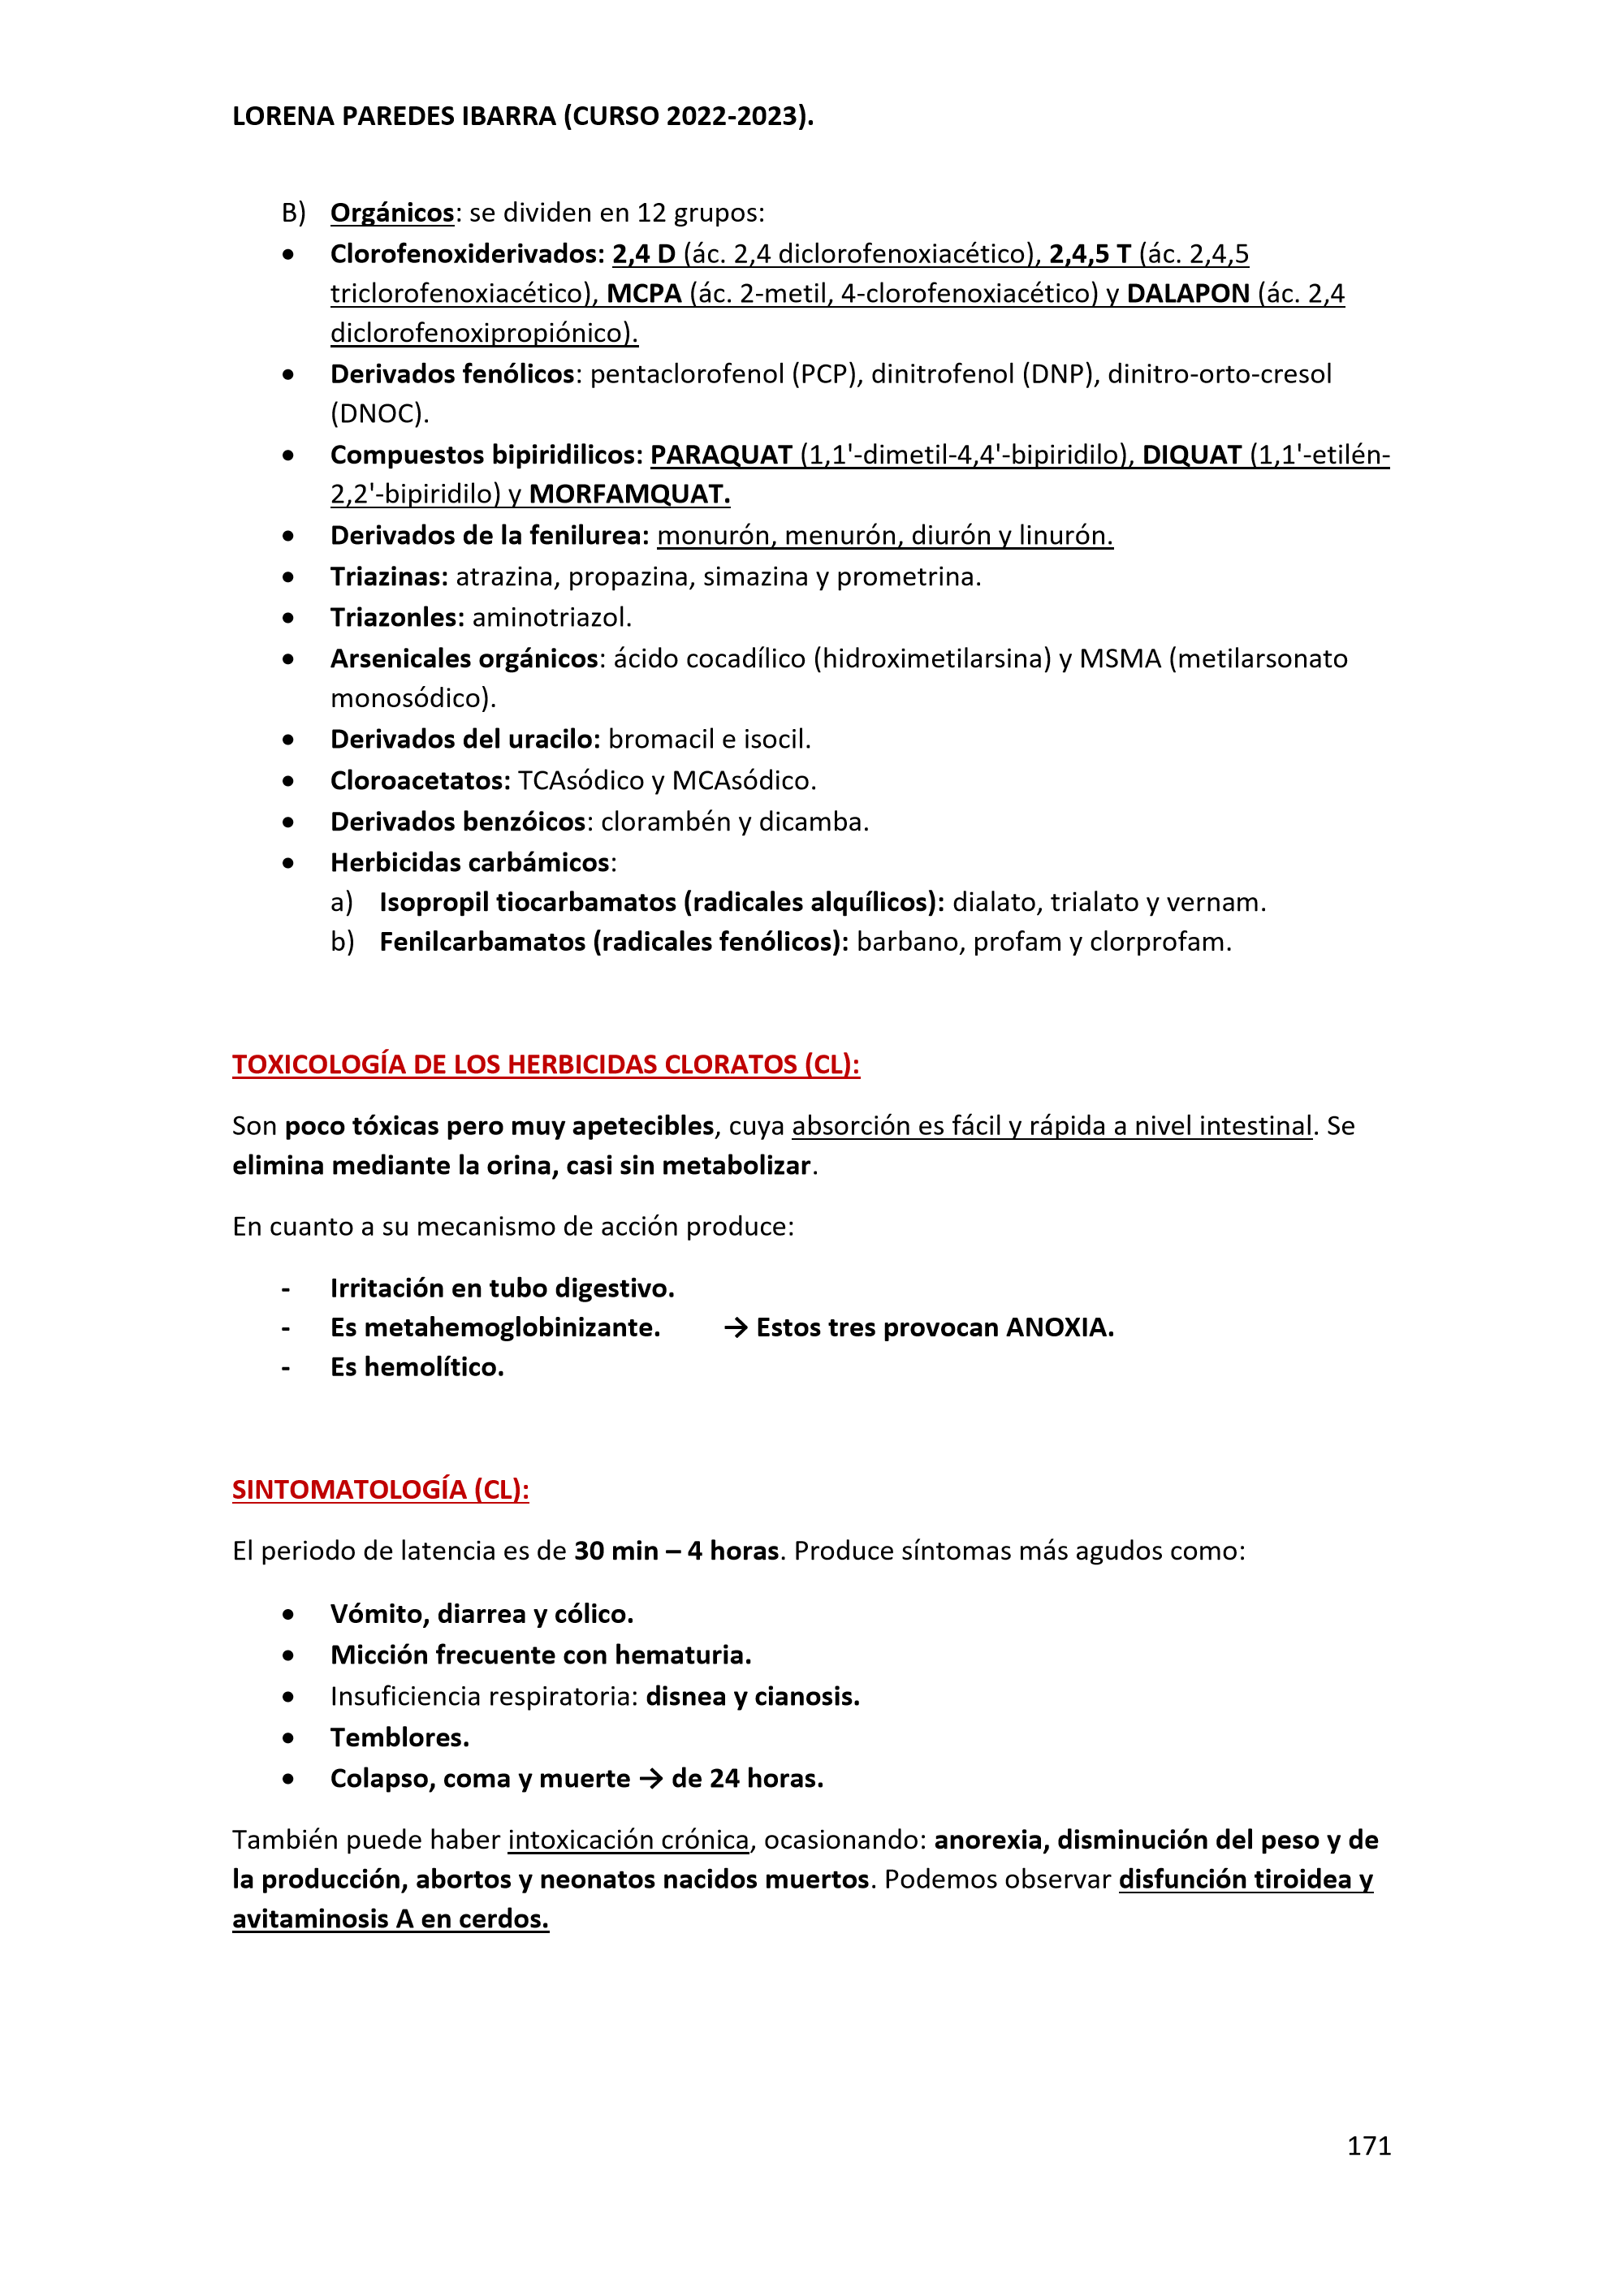 LORENA PAREDES IBARRA (CURSO 2022-2023).
B) Orgánicos: se dividen en 12 grupos:
• Clorofenoxiderivados: 2,4 D (ác. 2,4 diclorofenoxiacético), 2,4,5 T (ác. 2,4,5
triclorofenoxiacético), MCPA (ác. 2-metil, 4-clorofenoxiacético) y DALAPON (ác. 2,4
diclorofenoxipropiónico).
• Derivados fenólicos: pentaclorofenol (PCP), dinitrofenol (DNP), dinitro-orto-cresol
(DNOC).
• Compuestos bipiridilicos: PARAQUAT (1,1'-dimetil-4,4'-bipiridilo), DIQUAT (1,1'-etilén-
2,2'-bipiridilo) y MORFAMQUAT.
• Derivados de la fenilurea: monurón, menurón, diurón y linurón.
• Triazinas: atrazina, propazina, simazina y prometrina.
• Triazonles: aminotriazol.
• Arsenicales orgánicos: ácido cocadílico (hidroximetilarsina) y MSMA (metilarsonato
monosódico).
• Derivados del uracilo: bromacil e isocil.
• Cloroacetatos: TCAsódico y MCAsódico.
• Derivados benzóicos: clorambén y dicamba.
• Herbicidas carbámicos:
a) Isopropil tiocarbamatos (radicales alquílicos): dialato, trialato y vernam.
b) Fenilcarbamatos (radicales fenólicos): barbano, profam y clorprofam.
TOXICOLOGÍA DE LOS HERBICIDAS CLORATOS (CL):
Son poco tóxicas pero muy apetecibles, cuya absorción es fácil y rápida a nivel intestinal. Se
elimina mediante la orina, casi sin metabolizar.
En cuanto a su mecanismo de acción produce:
- Irritación en tubo digestivo.
- Es metahemoglobinizante. → Estos tres provocan ANOXIA.
- Es hemolítico.
SINTOMATOLOGÍA (CL):
El periodo de latencia es de 30 min – 4 horas. Produce síntomas más agudos como:
• Vómito, diarrea y cólico.
• Micción frecuente con hematuria.
• Insuficiencia respiratoria: disnea y cianosis.
• Temblores.
• Colapso, coma y muerte → de 24 horas.
También puede haber intoxicación crónica, ocasionando: anorexia, disminución del peso y de
la producción, abortos y neonatos nacidos muertos. Podemos observar disfunción tiroidea y
avitaminosis A en cerdos.
171